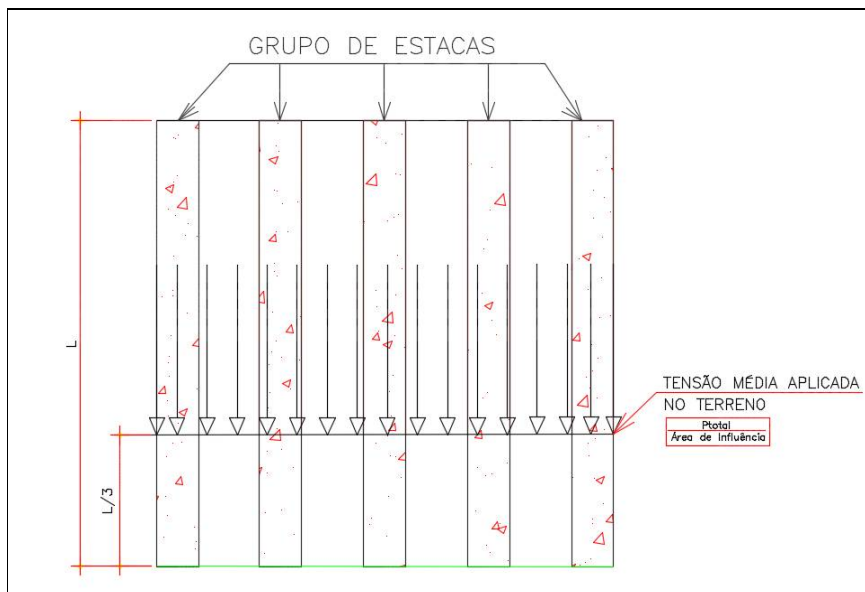 GRUPO DE ESTACAS
L
L/3
TENSÃO MÉDIA APLICADA
NO TERRENO
Ptotal
Área de Influência